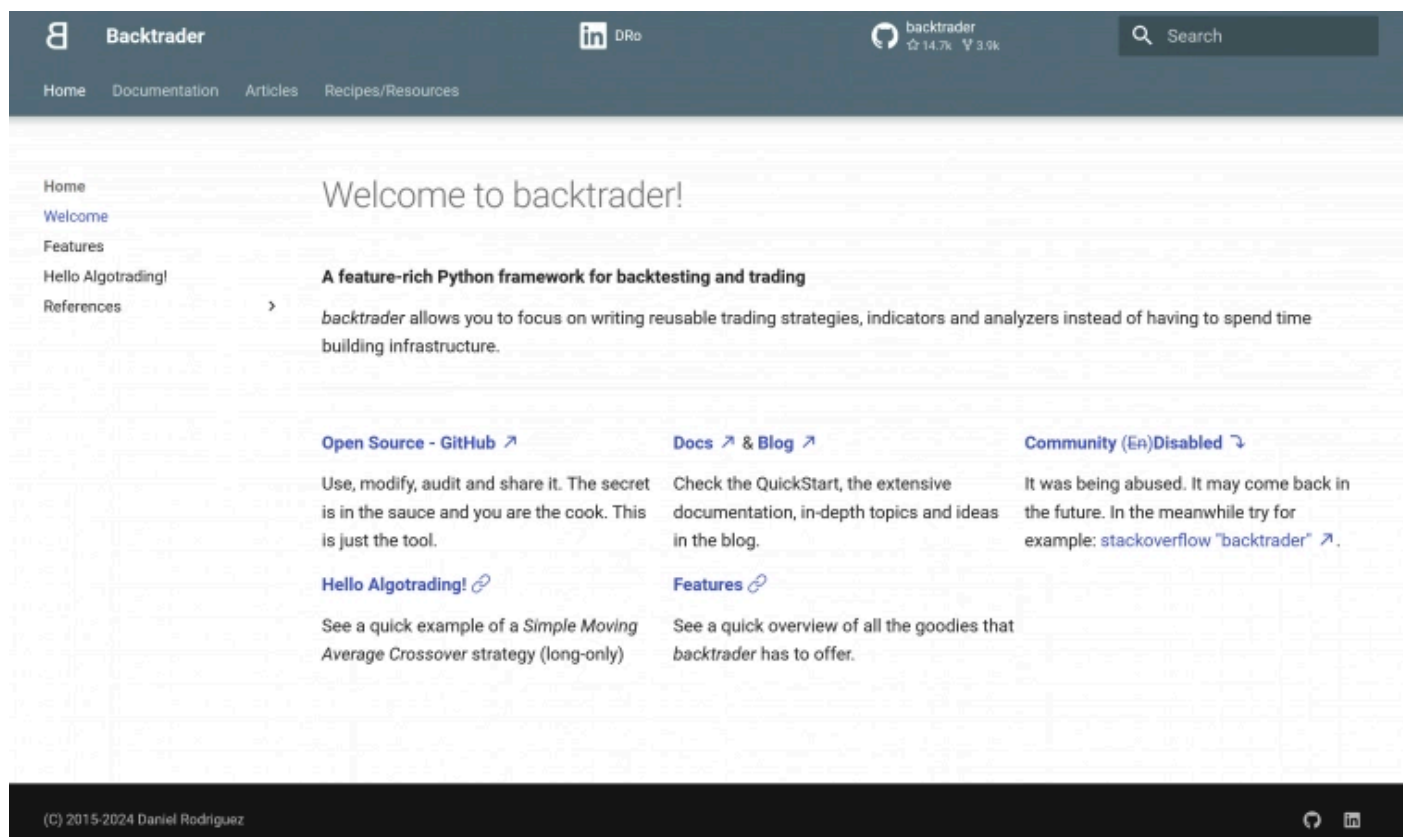 Backtrader
DRo
backtrader
14.7k 3.9k
Search
Home Documentation Articles Recipes/Resources
Home
Welcome
Features
Hello Algotrading!
References
Welcome to backtrader!
A feature-rich Python framework for backtesting and trading
backtrader allows you to focus on writing reusable trading strategies, indicators and analyzers instead of having to spend time
building infrastructure.
Open Source - GitHub
Use, modify, audit and share it. The secret
is in the sauce and you are the cook. This
is just the tool.
Docs & Blog
Check the QuickStart, the extensive
documentation, in-depth topics and ideas
in the blog.
Community (En)Disabled
It was being abused. It may come back in
the future. In the meanwhile try for
example: stackoverflow "backtrader" .
Hello Algotrading!
See a quick example of a Simple Moving
Average Crossover strategy (long-only)
Features
See a quick overview of all the goodies that
backtrader has to offer.
(C) 2015-2024 Daniel Rodriguez